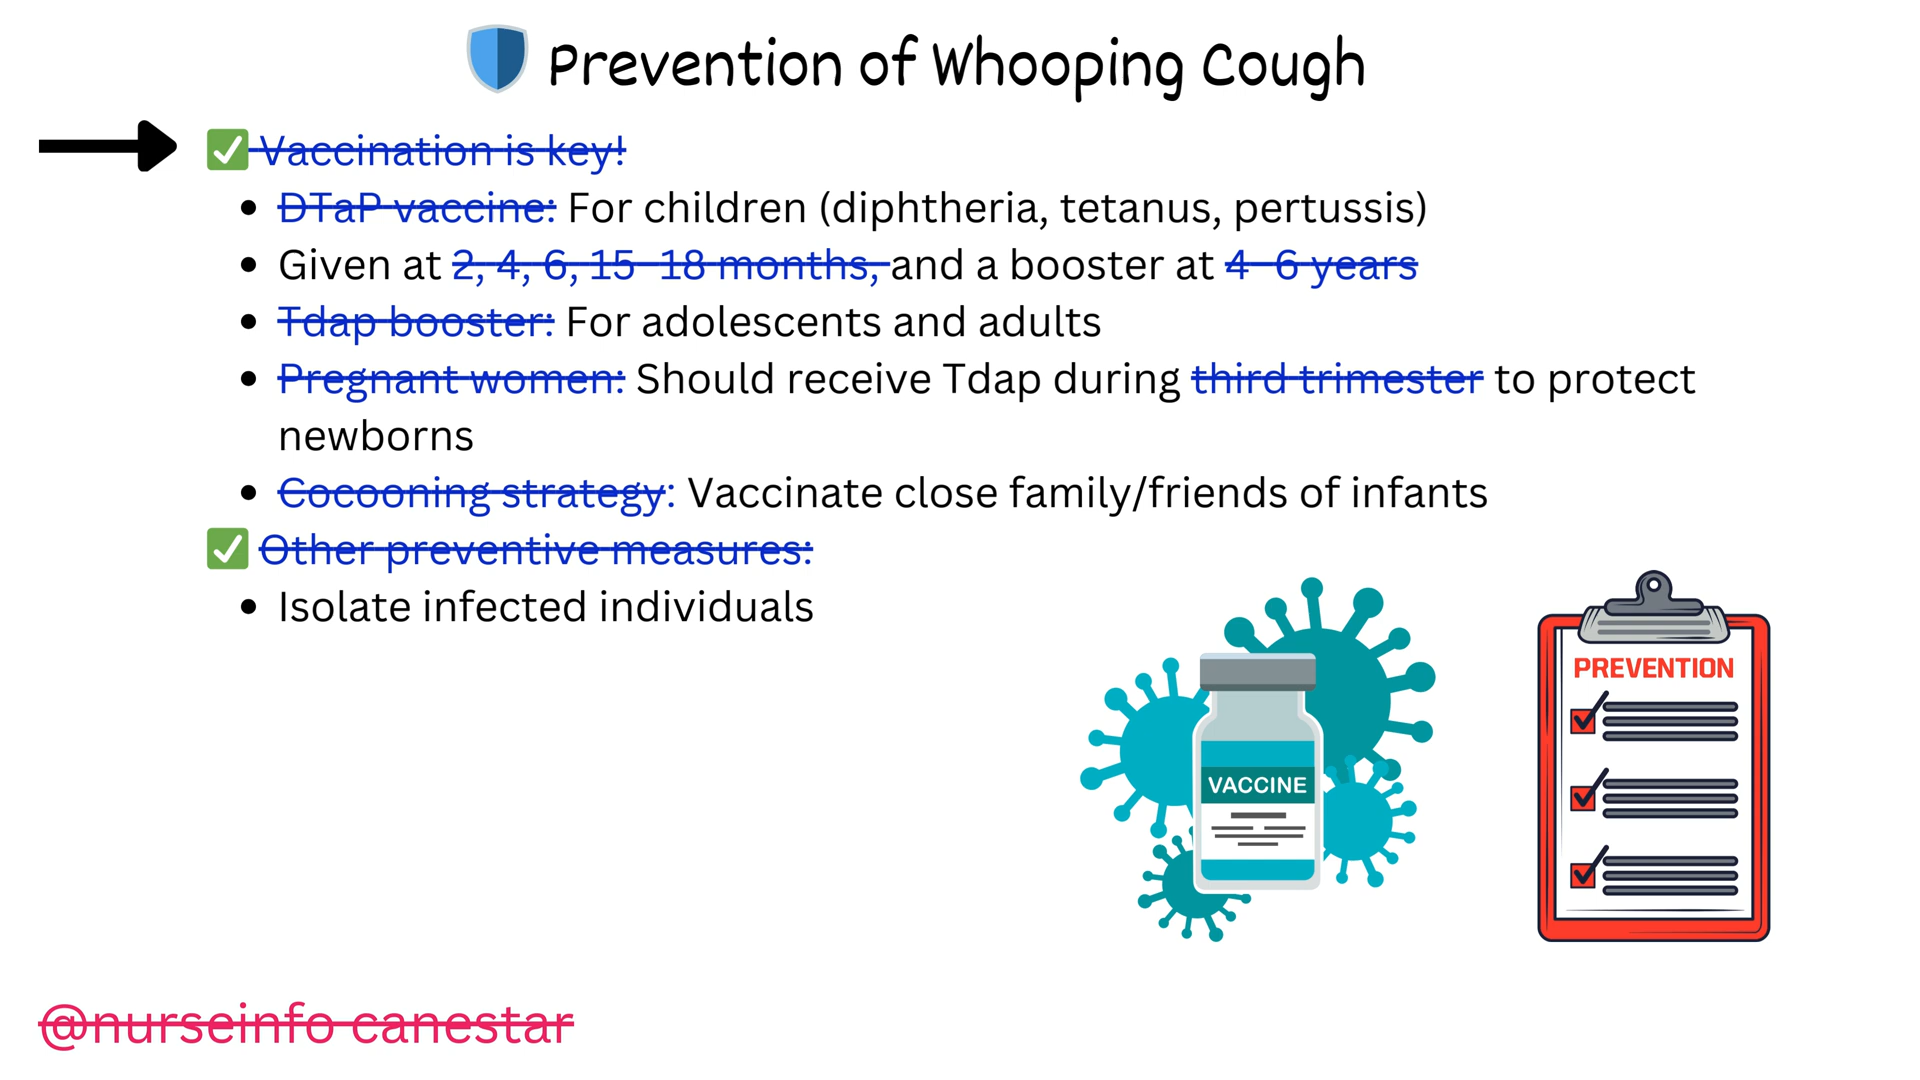 Prevention of Whooping Cough
Vaccination is key!
DTaP vaccine: For children (diphtheria, tetanus, pertussis)
Given at 2, 4, 6, 15–18 months, and a booster at 4–6 years
Tdap booster: For adolescents and adults
Pregnant women: Should receive Tdap during third trimester to protect
newborns
Cocooning strategy: Vaccinate close family/friends of infants
Other preventive measures:
Isolate infected individuals
VACCINE
PREVENTION
@nurseinfo canestar